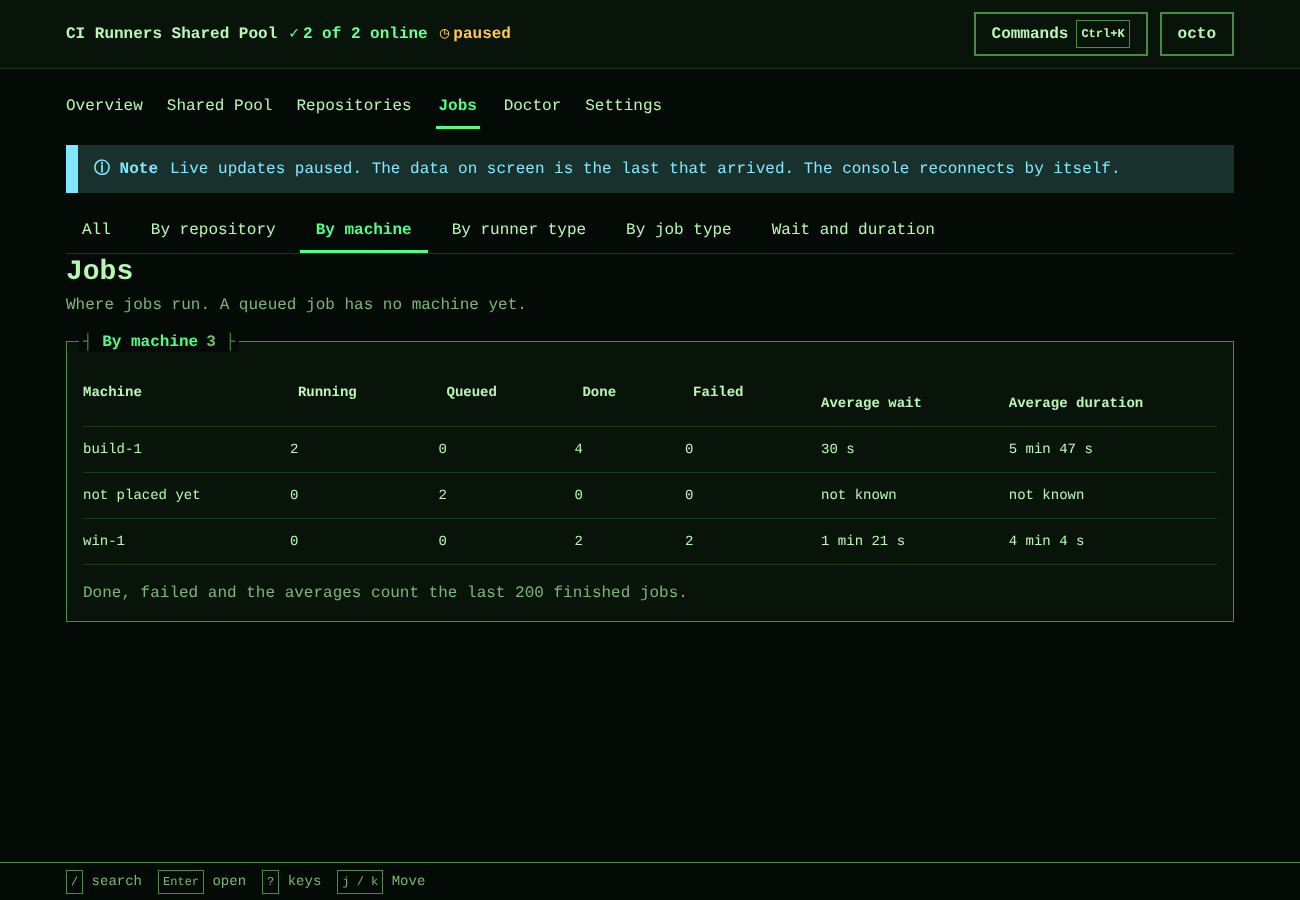 CI Runners Shared Pool ✓ 2 of 2 online ◷ paused Commands Ctrl+K octo
Overview Shared Pool Repositories Jobs Doctor Settings
ⓘ Note Live updates paused. The data on screen is the last that arrived. The console reconnects by itself.
All By repository By machine By runner type By job type Wait and duration
Jobs
Where jobs run. A queued job has no machine yet.
┤ By machine 3 ├
Machine Running Queued Done Failed Average wait Average duration
build-1 2 0 4 0 30 s 5 min 47 s
not placed yet 0 2 0 0 not known not known
win-1 0 0 2 2 1 min 21 s 4 min 4 s
Done, failed and the averages count the last 200 finished jobs.
/ search Enter open ? keys j / k Move